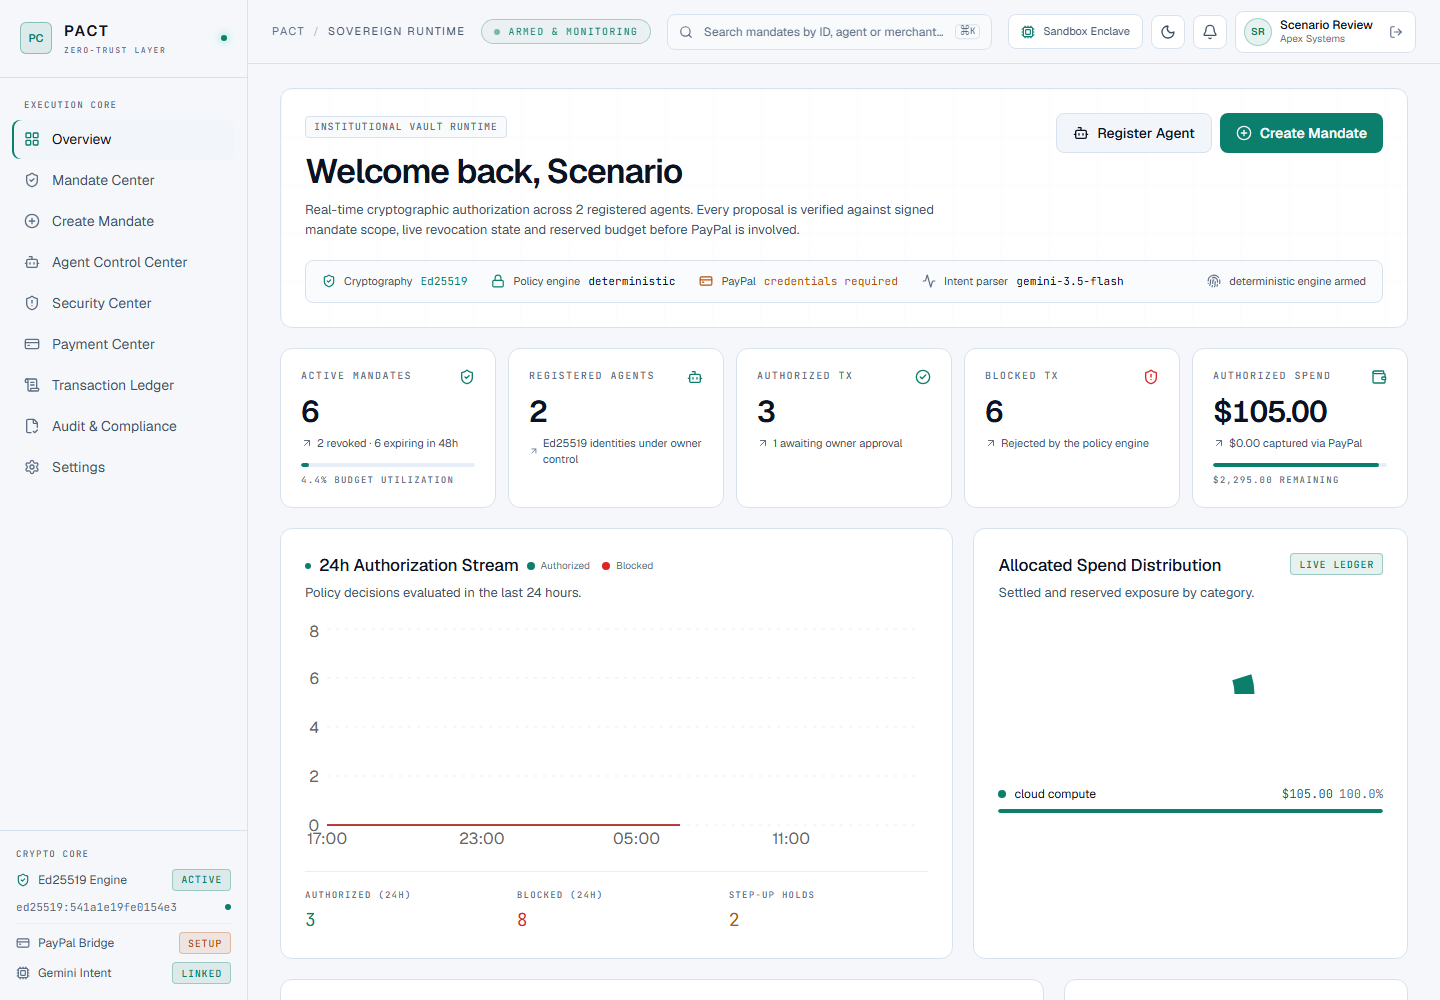 PC
PACT
ZERO-TRUST LAYER
EXECUTION CORE
Overview
Mandate Center
Create Mandate
Agent Control Center
Security Center
Payment Center
Transaction Ledger
Audit & Compliance
Settings
CRYPTO CORE
Ed25519 Engine ACTIVE
ed25519:541a1e19fe0154e3
PayPal Bridge SETUP
Gemini Intent LINKED
PACT / SOVEREIGN RUNTIME
ARMED & MONITORING
Search mandates by ID, agent or merchant... ⌘K
Sandbox Enclave
SR
Scenario Review
Apex Systems
INSTITUTIONAL VAULT RUNTIME
Register Agent
Create Mandate
Welcome back, Scenario
Real-time cryptographic authorization across 2 registered agents. Every proposal is verified against signed
mandate scope, live revocation state and reserved budget before PayPal is involved.
Cryptography Ed25519 Policy engine deterministic PayPal credentials required Intent parser gemini-3.5-flash deterministic engine armed
ACTIVE MANDATES
6
2 revoked · 6 expiring in 48h
4.4% BUDGET UTILIZATION
REGISTERED AGENTS
2
Ed25519 identities under owner
control
AUTHORIZED TX
3
1 awaiting owner approval
BLOCKED TX
6
Rejected by the policy engine
AUTHORIZED SPEND
$105.00
$0.00 captured via PayPal
$2,295.00 REMAINING
24h Authorization Stream Authorized Blocked
Policy decisions evaluated in the last 24 hours.
8
6
4
2
0
17:00 23:00 05:00 11:00
AUTHORIZED (24H) BLOCKED (24H) STEP-UP HOLDS
3 8 2
Allocated Spend Distribution LIVE LEDGER
Settled and reserved exposure by category.
cloud compute $105.00 100.0%